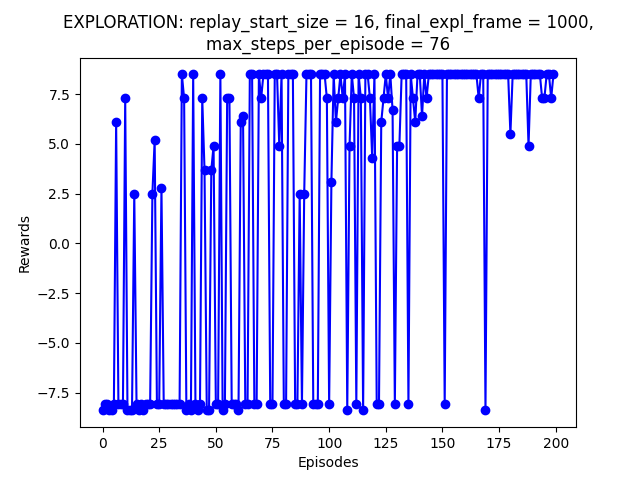 EXPLORATION: replay_start_size = 16, final_expl_frame = 1000,
max_steps_per_episode = 76
7.5
5.0
2.5
0.0
−2.5
−5.0
−7.5
Rewards
0 25 50 75 100 125 150 175 200
Episodes